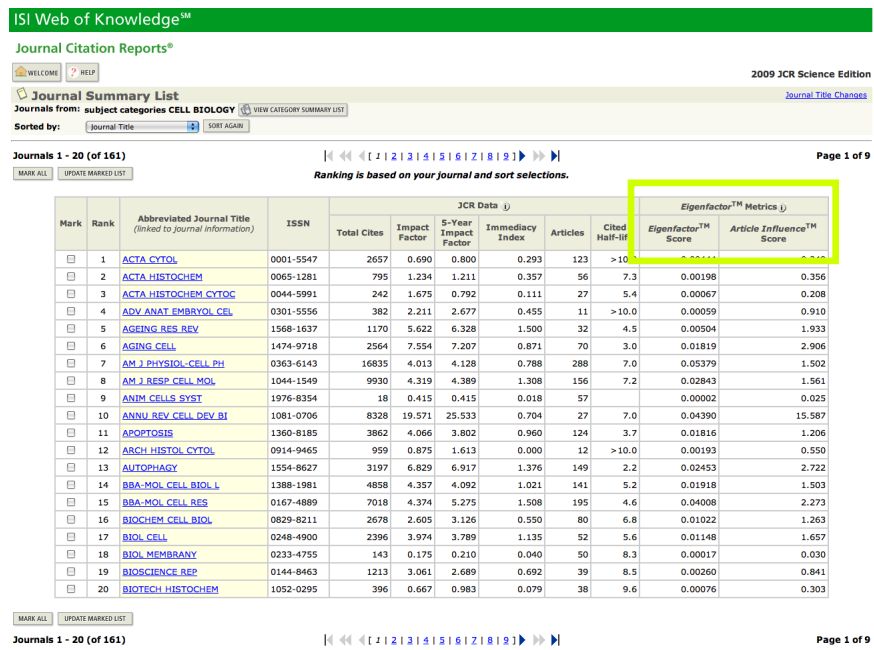 ISI Web of Knowledge℠
Journal Citation Reports®
WELCOME ? HELP
2009 JCR Science Edition
Journal Summary List
Journal Title Changes
Journals from: subject categories CELL BIOLOGY VIEW CATEGORY SUMMARY LIST
Sorted by: Journal Title SORT AGAIN
Journals 1 - 20 (of 161)
[ 1 | 2 | 3 | 4 | 5 | 6 | 7 | 8 | 9 ]
Page 1 of 9
MARK ALL UPDATE MARKED LIST
Ranking is based on your journal and sort selections.
Mark Rank Abbreviated Journal Title (linked to journal information) ISSN JCR Data i Eigenfactor™ Metrics i
Total Cites Impact Factor 5-Year Impact Factor Immediacy Index Articles Cited Half-life Eigenfactor™ Score Article Influence™ Score
1 ACTA CYTOL 0001-5547 2657 0.690 0.800 0.293 123
2 ACTA HISTOCHEM 0065-1281 795 1.234 1.211 0.357 56 7.3 0.00198 0.356
3 ACTA HISTOCHEM CYTOC 0044-5991 242 1.675 0.792 0.111 27 5.4 0.00067 0.208
4 ADV ANAT EMBRYOL CEL 0301-5556 382 2.211 2.677 0.455 11 >10.0 0.00059 0.910
5 AGEING RES REV 1568-1637 1170 5.622 6.328 1.500 32 4.5 0.00504 1.933
6 AGING CELL 1474-9718 2564 7.554 7.207 0.871 70 3.0 0.01819 2.906
7 AM J PHYSIOL-CELL PH 0363-6143 16835 4.013 4.128 0.788 288 7.0 0.05379 1.502
8 AM J RESP CELL MOL 1044-1549 9930 4.319 4.389 1.308 156 7.2 0.02843 1.561
9 ANIM CELLS SYST 1976-8354 18 0.415 0.415 0.018 57 0.00002 0.025
10 ANNU REV CELL DEV BI 1081-0706 8328 19.571 25.533 0.704 27 7.0 0.04390 15.587
11 APOPTOSIS 1360-8185 3862 4.066 3.802 0.960 124 3.7 0.01816 1.206
12 ARCH HISTOL CYTOL 0914-9465 959 0.875 1.613 0.000 12 >10.0 0.00193 0.550
13 AUTOPHAGY 1554-8627 3197 6.829 6.917 1.376 149 2.2 0.02453 2.722
14 BBA-MOL CELL BIOL L 1388-1981 4858 4.357 4.092 1.021 141 5.2 0.01918 1.503
15 BBA-MOL CELL RES 0167-4889 7018 4.374 5.275 1.508 195 4.6 0.04008 2.273
16 BIOCHEM CELL BIOL 0829-8211 2678 2.605 3.126 0.550 80 6.8 0.01022 1.263
17 BIOL CELL 0248-4900 2396 3.974 3.789 1.135 52 5.6 0.01148 1.657
18 BIOL MEMBRANY 0233-4755 143 0.175 0.210 0.040 50 8.3 0.00017 0.030
19 BIOSCIENCE REP 0144-8463 1213 3.061 2.689 0.692 39 8.5 0.00260 0.841
20 BIOTECH HISTOCHEM 1052-0295 396 0.667 0.983 0.079 38 9.6 0.00076 0.303
MARK ALL UPDATE MARKED LIST
Journals 1 - 20 (of 161)
[ 1 | 2 | 3 | 4 | 5 | 6 | 7 | 8 | 9 ]
Page 1 of 9